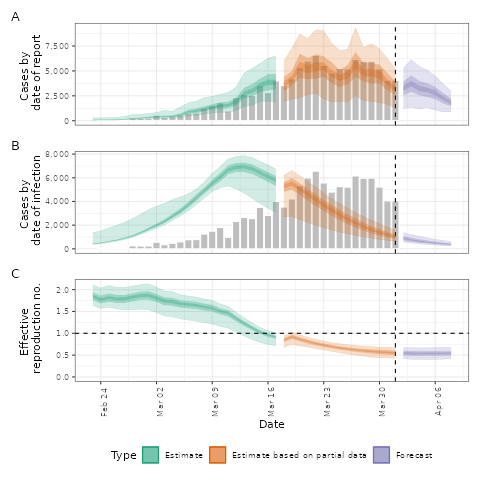 A
Cases by
date of report
7,500
5,000
2,500
0
B
Cases by
date of infection
8,000
6,000
4,000
2,000
0
C
Effective
reproduction no.
2.0
1.5
1.0
0.5
0.0
Feb 24
Mar 02
Mar 09
Mar 16
Mar 23
Mar 30
Apr 06
Date
Type Estimate Estimate based on partial data Forecast